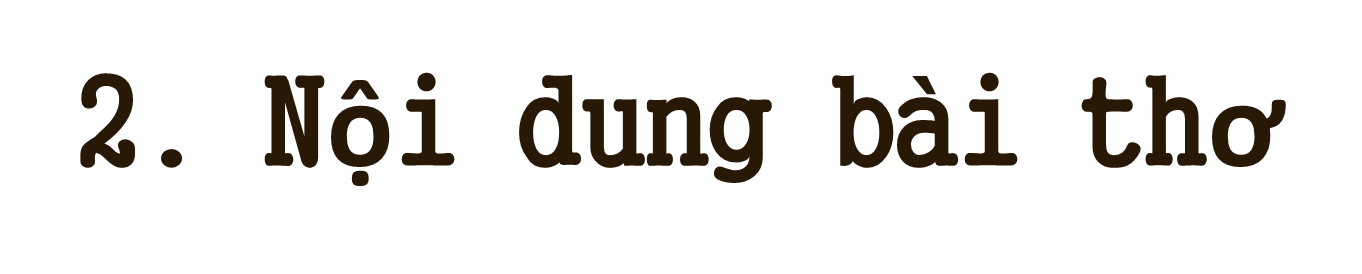 2. Nội dung bài thơ